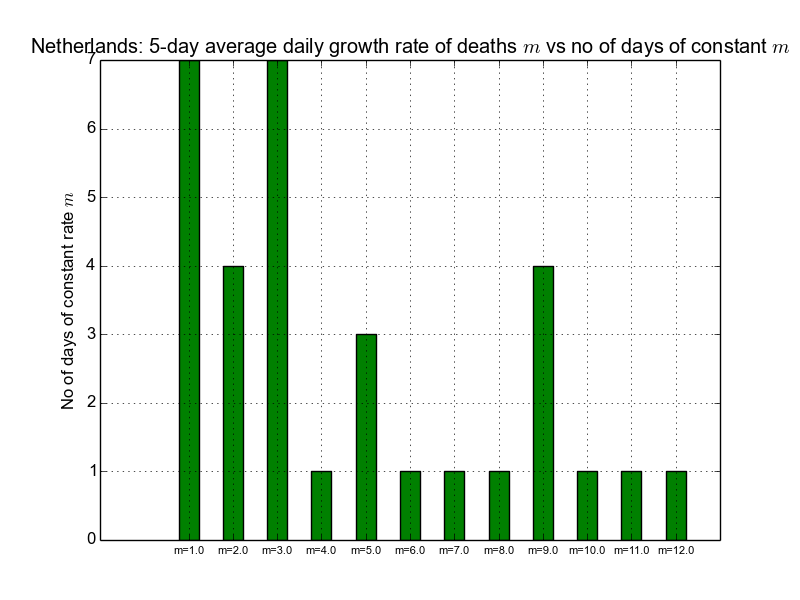 Netherlands: 5-day average daily growth rate of deaths m vs no of days of constant m
7
6
5
4
3
2
1
0
No of days of constant rate m
m=1.0 m=2.0 m=3.0 m=4.0 m=5.0 m=6.0 m=7.0 m=8.0 m=9.0 m=10.0 m=11.0 m=12.0